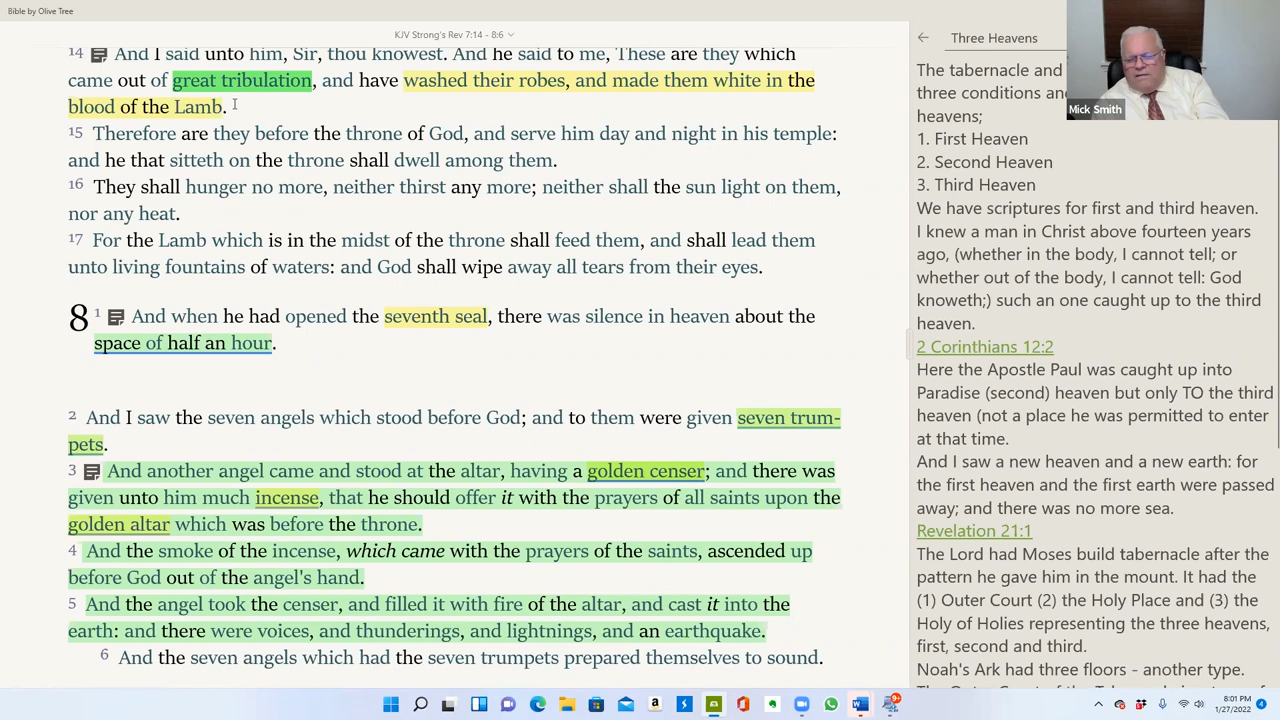 Bible by Olive Tree
KJV Strong's Rev 7:14 - 8:6
14 And I said unto him, Sir, thou knowest. And he said to me, These are they which
came out of great tribulation, and have washed their robes, and made them white in the
blood of the Lamb.
15 Therefore are they before the throne of God, and serve him day and night in his temple:
and he that sitteth on the throne shall dwell among them.
16 They shall hunger no more, neither thirst any more; neither shall the sun light on them,
nor any heat.
17 For the Lamb which is in the midst of the throne shall feed them, and shall lead them
unto living fountains of waters: and God shall wipe away all tears from their eyes.
8 1 And when he had opened the seventh seal, there was silence in heaven about the
space of half an hour.
2 And I saw the seven angels which stood before God; and to them were given seven trum-
pets.
3 And another angel came and stood at the altar, having a golden censer; and there was
given unto him much incense, that he should offer it with the prayers of all saints upon the
golden altar which was before the throne.
4 And the smoke of the incense, which came with the prayers of the saints, ascended up
before God out of the angel's hand.
5 And the angel took the censer, and filled it with fire of the altar, and cast it into the
earth: and there were voices, and thunderings, and lightnings, and an earthquake.
6 And the seven angels which had the seven trumpets prepared themselves to sound.
Three Heavens
The tabernacle and
three conditions and
heavens;
1. First Heaven
2. Second Heaven
3. Third Heaven
We have scriptures for first and third heaven.
I knew a man in Christ above fourteen years
ago, (whether in the body, I cannot tell; or
whether out of the body, I cannot tell: God
knoweth;) such an one caught up to the third
heaven.
2 Corinthians 12:2
Here the Apostle Paul was caught up into
Paradise (second) heaven but only TO the third
heaven (not a place he was permitted to enter
at that time.
And I saw a new heaven and a new earth: for
the first heaven and the first earth were passed
away; and there was no more sea.
Revelation 21:1
The Lord had Moses build tabernacle after the
pattern he gave him in the mount. It had the
(1) Outer Court (2) the Holy Place and (3) the
Holy of Holies representing the three heavens,
first, second and third.
Noah's Ark had three floors - another type.
Mick Smith
8:01 PM
1/27/2022